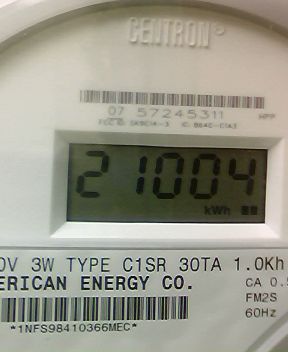 CENTRON
07 57245311 HPP
21004
kWh
0V 3W TYPE C1SR 30TA 1.0Kh
ERICAN ENERGY CO. CA 0.5
FM2S
60Hz
*1NFS98410366MEC*